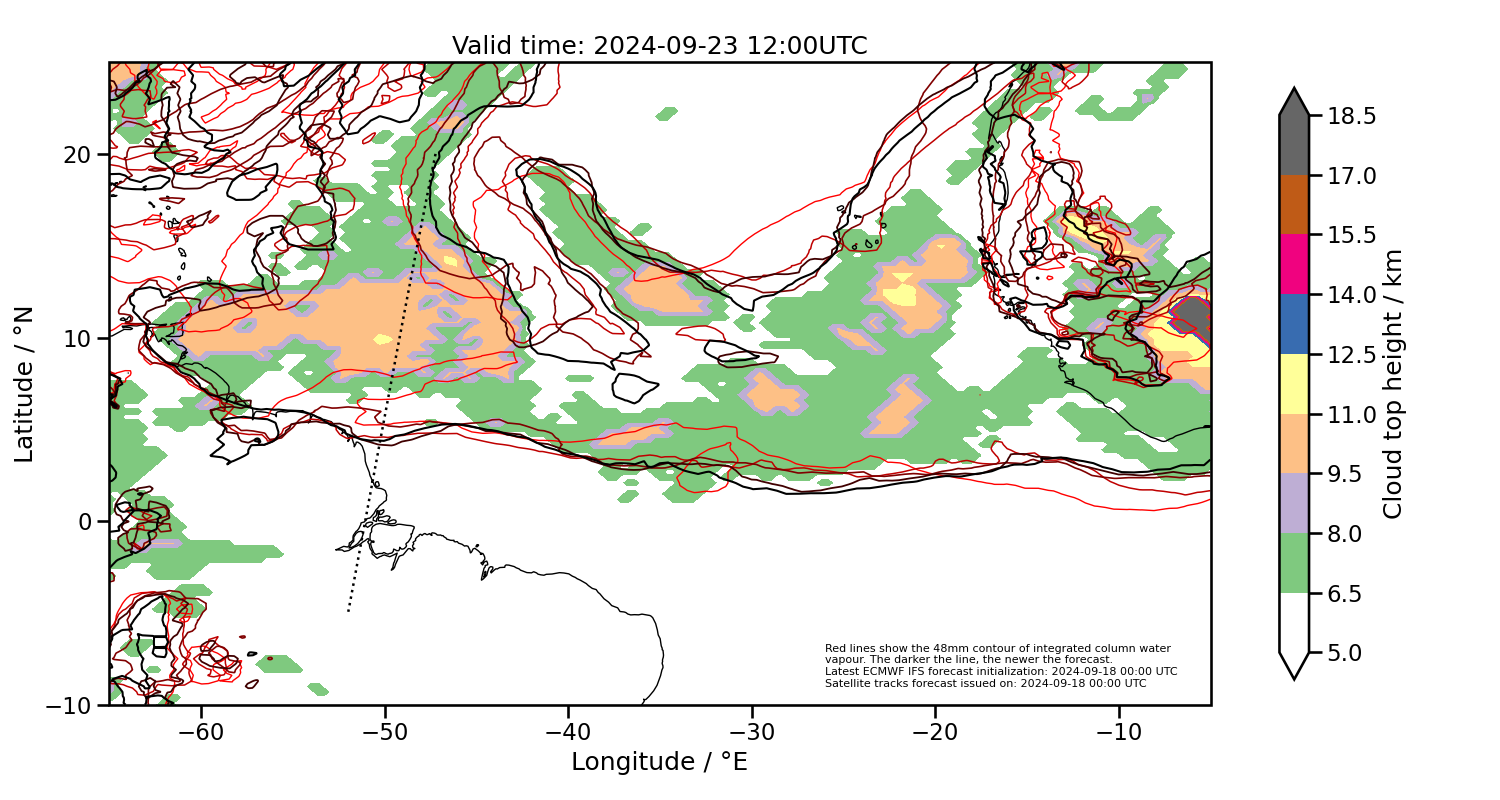 Valid time: 2024-09-23 12:00UTC
20
10
0
−10
Latitude / °N
−60
−50
−40
−30
−20
−10
Longitude / °E
Red lines show the 48mm contour of integrated column water
vapour. The darker the line, the newer the forecast.
Latest ECMWF IFS forecast initialization: 2024-09-18 00:00 UTC
Satellite tracks forecast issued on: 2024-09-18 00:00 UTC
18.5
17.0
15.5
14.0
12.5
11.0
9.5
8.0
6.5
5.0
Cloud top height / km